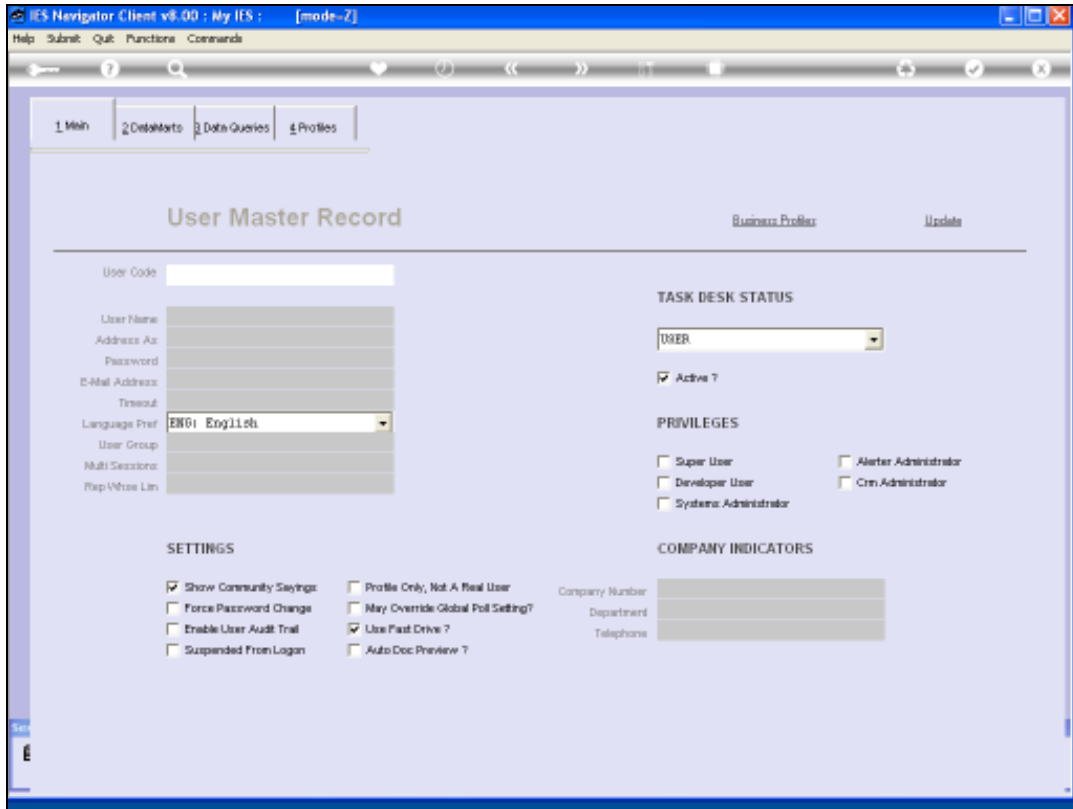 IES Navigator Client v8.00 : My IES : [mode=Z]
Help Submit Quit Functions Commands
1 Main 2 DataMarts 3 Data Queries 4 Profiles
User Master Record Business Profiles Update
User Code
User Name
Address As
Password
E-Mail Address
Timeout
Language Pref ENG: English
User Group
Multi Sessions
Rep Whse Lim
TASK DESK STATUS
USER
Active ?
PRIVILEGES
Super User Alerter Administrator
Developer User Crm Administrator
Systems Administrator
SETTINGS
Show Community Sayings Profile Only, Not A Real User
Force Password Change May Override Global Poll Setting?
Enable User Audit Trail Use Fast Drive ?
Suspended From Logon Auto Doc Preview ?
COMPANY INDICATORS
Company Number
Department
Telephone